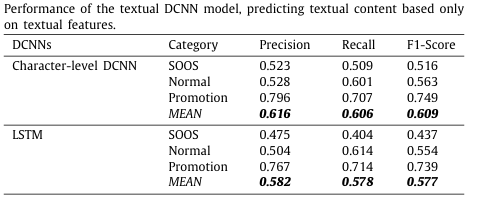 Performance of the textual DCNN model, predicting textual content based only
on textual features.
DCNNs Category Precision Recall F1-Score
Character-level DCNN SOOS 0.523 0.509 0.516
Normal 0.528 0.601 0.563
Promotion 0.796 0.707 0.749
MEAN 0.616 0.606 0.609
LSTM SOOS 0.475 0.404 0.437
Normal 0.504 0.614 0.554
Promotion 0.767 0.714 0.739
MEAN 0.582 0.578 0.577